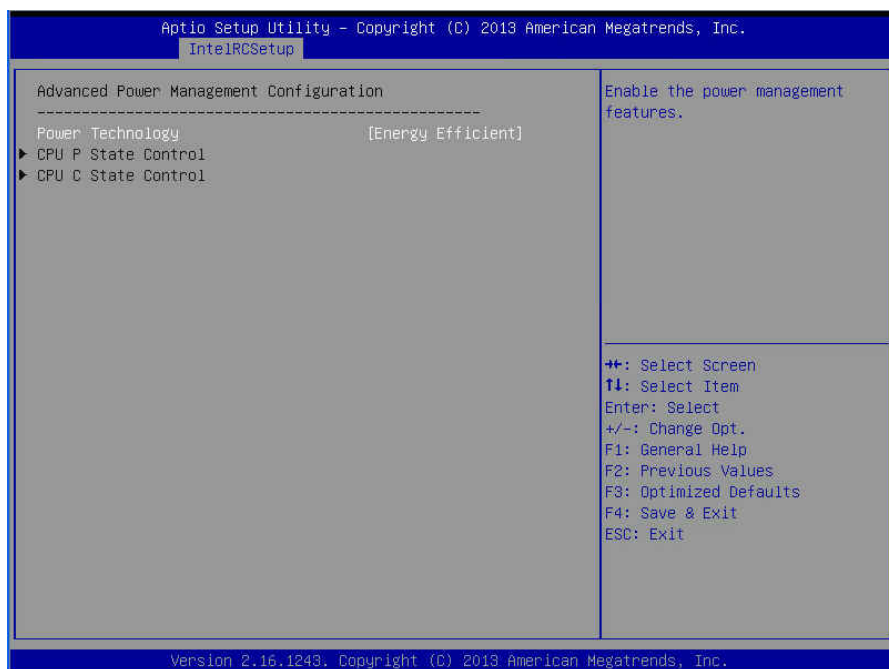 Aptio Setup Utility – Copyright (C) 2013 American Megatrends, Inc.
IntelRCSetup
Advanced Power Management Configuration
Power Technology [Energy Efficient]
CPU P State Control
CPU C State Control
Enable the power management
features.
→←: Select Screen
↑↓: Select Item
Enter: Select
+/-: Change Opt.
F1: General Help
F2: Previous Values
F3: Optimized Defaults
F4: Save & Exit
ESC: Exit
Version 2.16.1243. Copyright (C) 2013 American Megatrends, Inc.